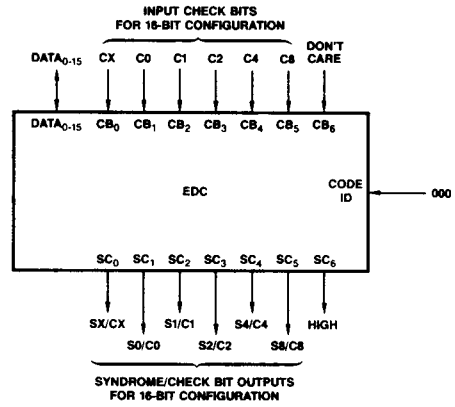 INPUT CHECK BITS
FOR 16-BIT CONFIGURATION
DATA0-15 CX C0 C1 C2 C4 C8 DON'T CARE
DATA0-15 CB0 CB1 CB2 CB3 CB4 CB5 CB6
EDC
CODE ID
000
SC0 SC1 SC2 SC3 SC4 SC5 SC6
SX/CX S1/C1 S4/C4 HIGH
S0/C0 S2/C2 S8/C8
SYNDROME/CHECK BIT OUTPUTS
FOR 16-BIT CONFIGURATION